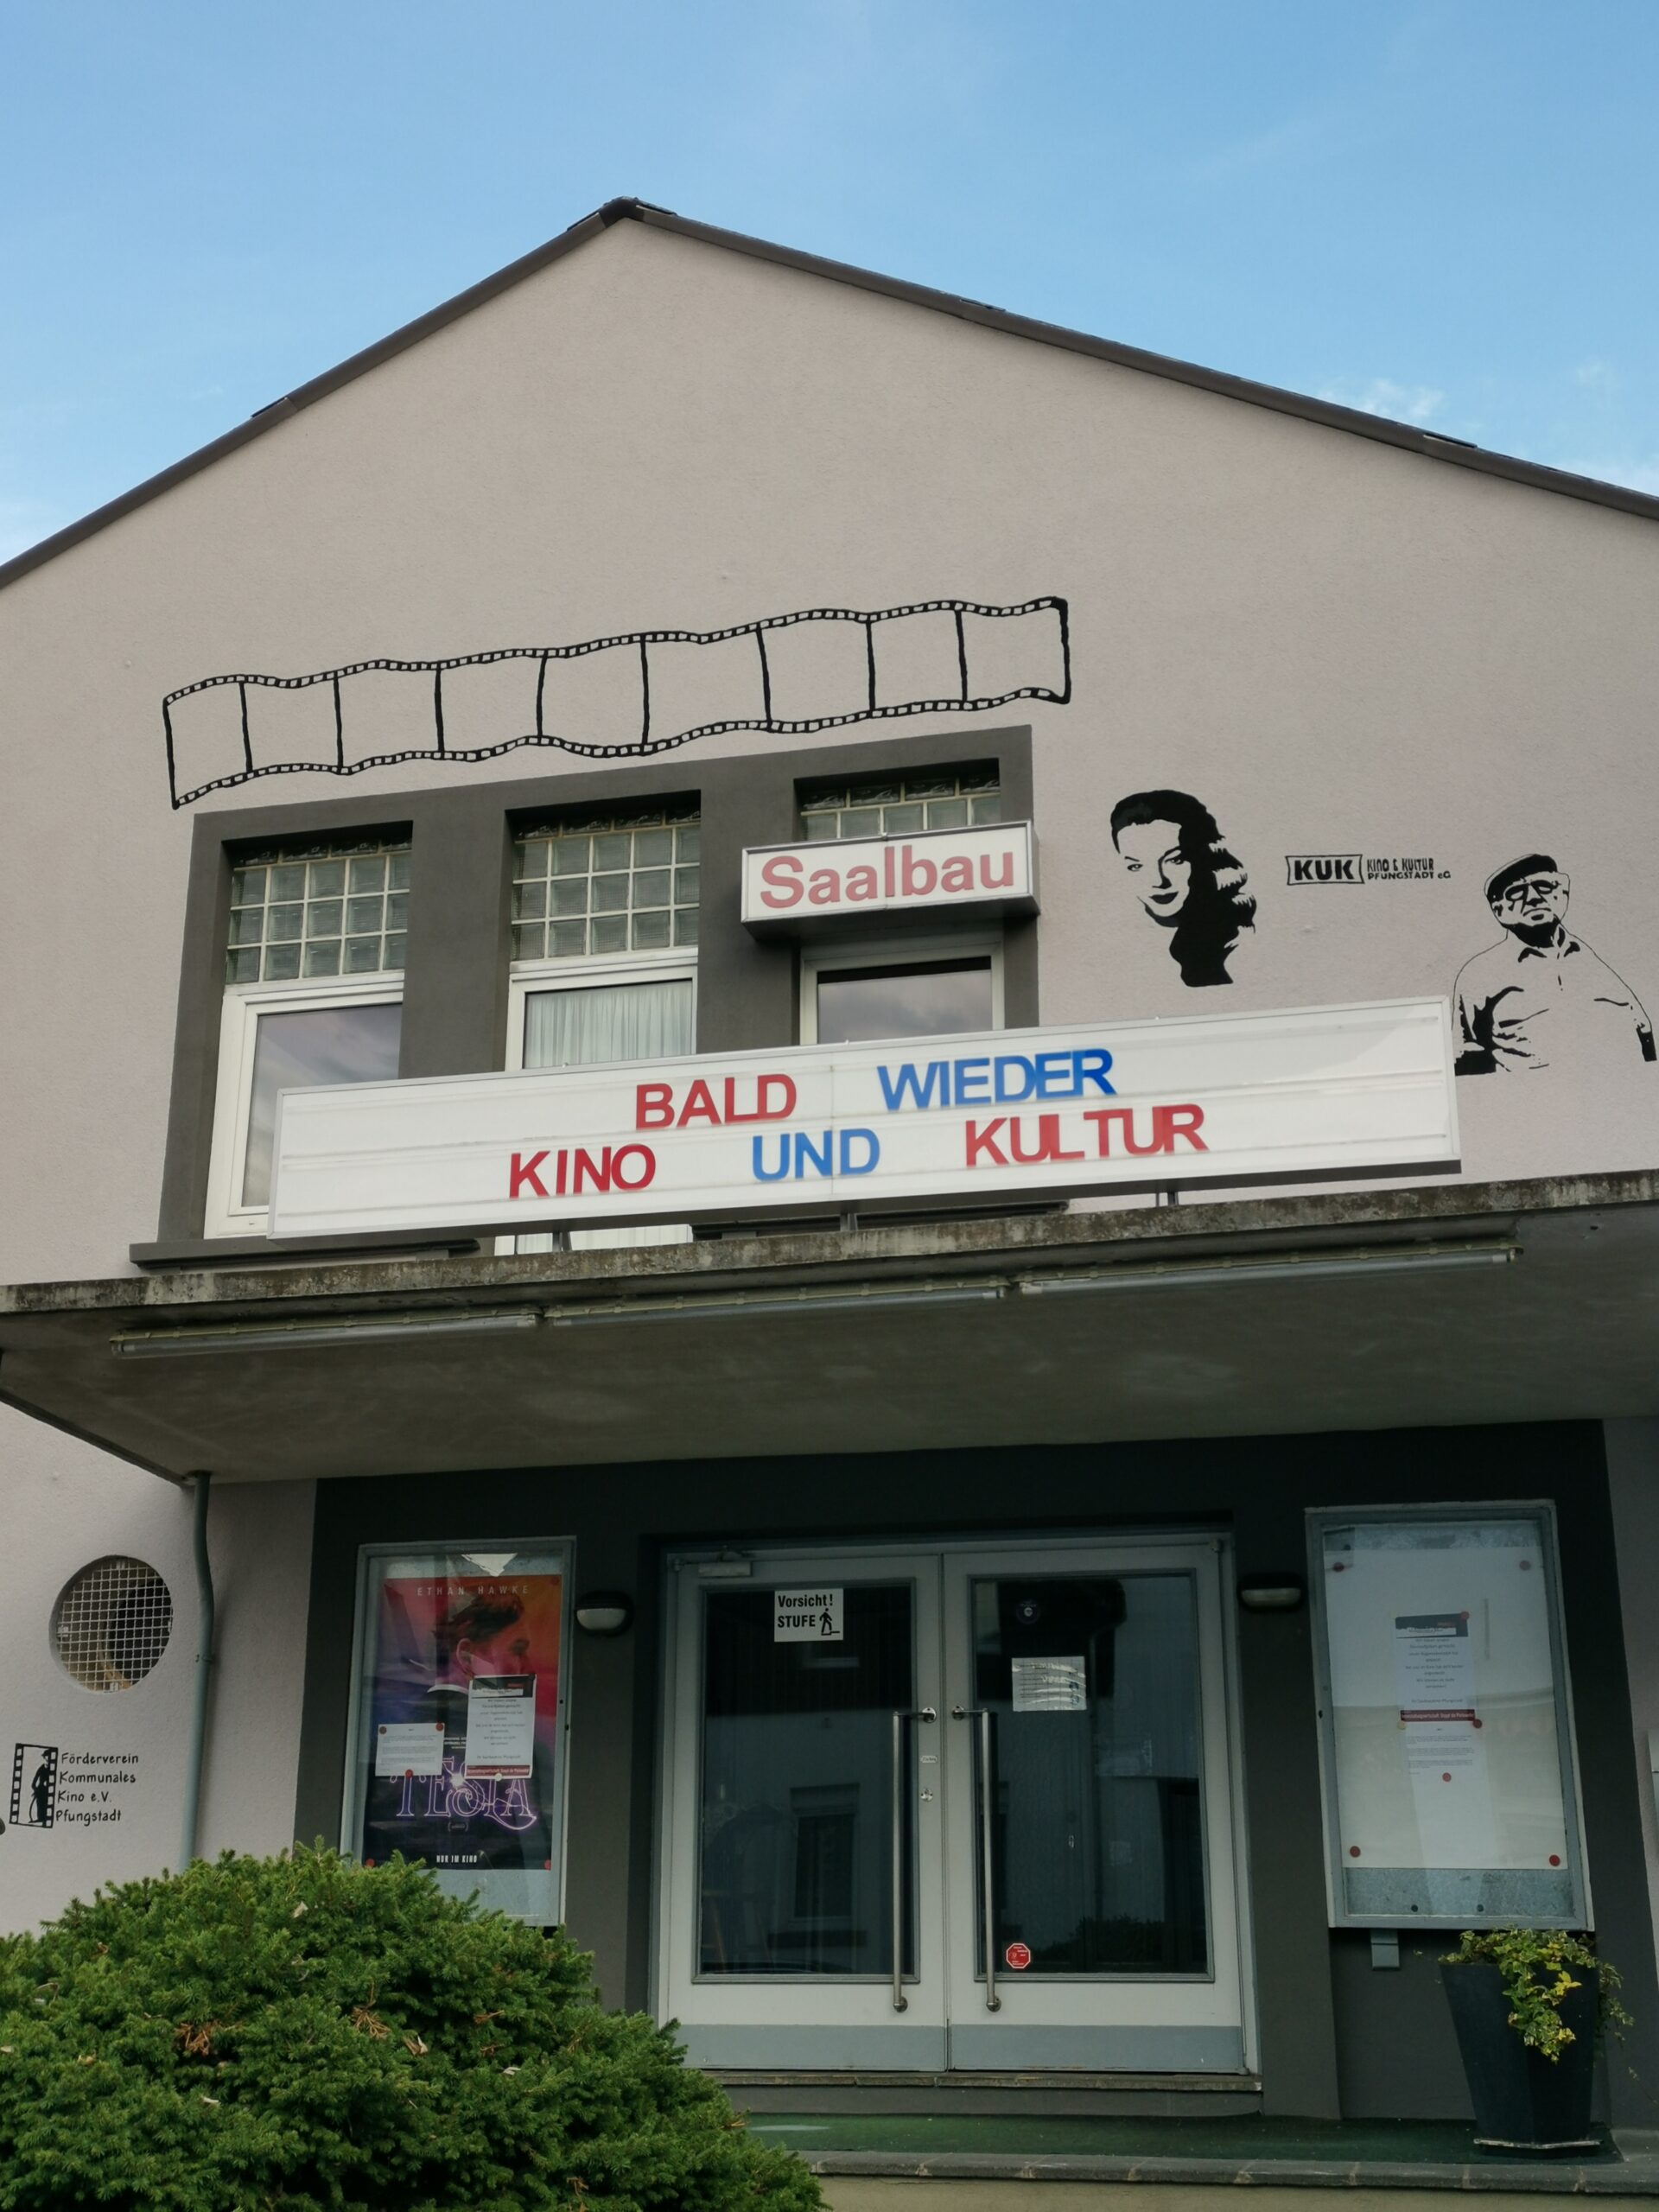 Saalbau
KUK KINO & KULTUR
PFUNGSTADT eG
BALD WIEDER
KINO UND KULTUR
ETHAN HAWKE
TESLA
NUR IM KINO
Vorsicht!
STUFE
Förderverein
Kommunales
Kino e.V.
Pfungstadt